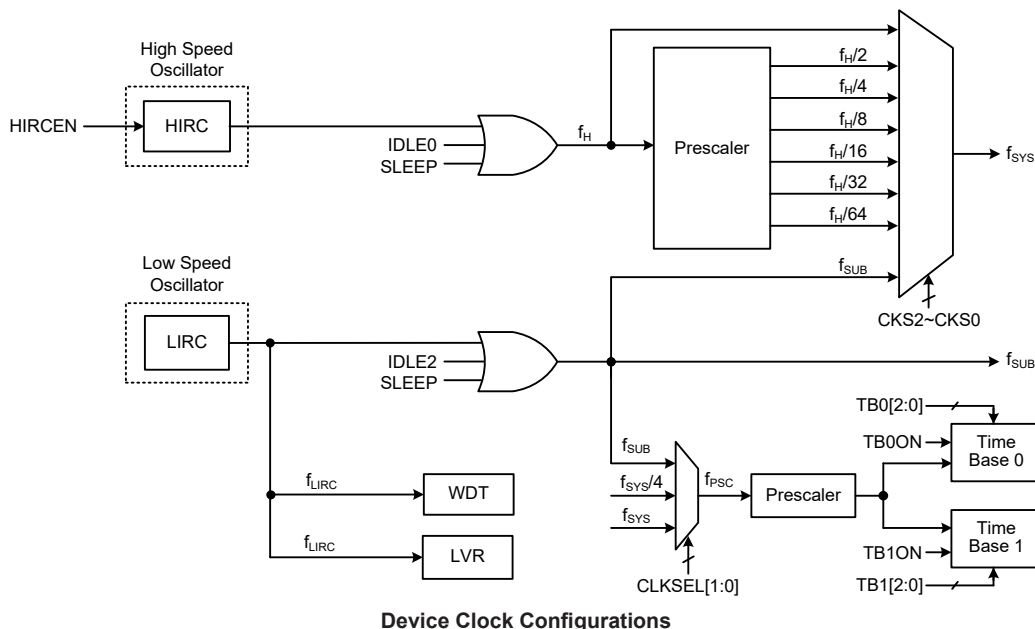 High Speed
Oscillator
HIRCEN
HIRC
IDLE0
SLEEP
fH
Prescaler
fH/2
fH/4
fH/8
fH/16
fH/32
fH/64
fSUB
fSYS
CKS2~CKS0
Low Speed
Oscillator
LIRC
IDLE2
SLEEP
fSUB
fLIRC
WDT
fLIRC
LVR
fSUB
fSYS/4
fSYS
CLKSEL[1:0]
fPSC
Prescaler
TB0[2:0]
TB0ON
Time
Base 0
TB1ON
Time
Base 1
TB1[2:0]
Device Clock Configurations